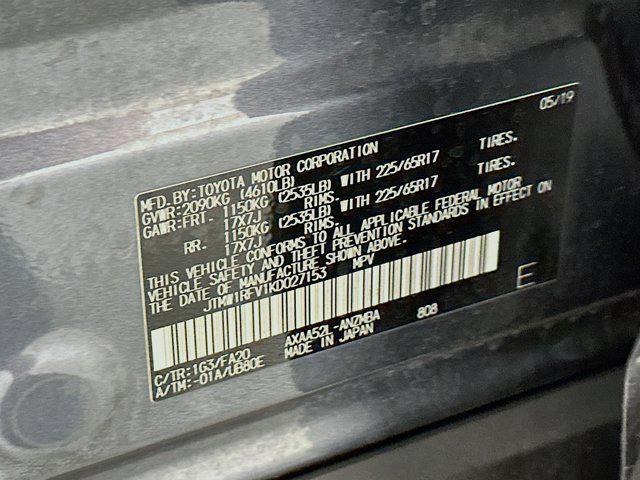 05/19
MFD.BY:TOYOTA MOTOR CORPORATION
GVWR:2090KG (4610LB)
GAWR:FRT- 1150KG (2535LB) WITH 225/65R17 TIRES.
17X7J RIMS.
RR- 1150KG (2535LB) WITH 225/65R17 TIRES.
17X7J RIMS.
THIS VEHICLE CONFORMS TO ALL APPLICABLE FEDERAL MOTOR
VEHICLE SAFETY AND THEFT PREVENTION STANDARDS IN EFFECT ON
THE DATE OF MANUFACTURE SHOWN ABOVE.
JTMW1RFV1KD027153 MPV
E
C/TR:1G3/FA20 AXAA52L-ANZMBA 808
A/TM:-01A/UB80E MADE IN JAPAN